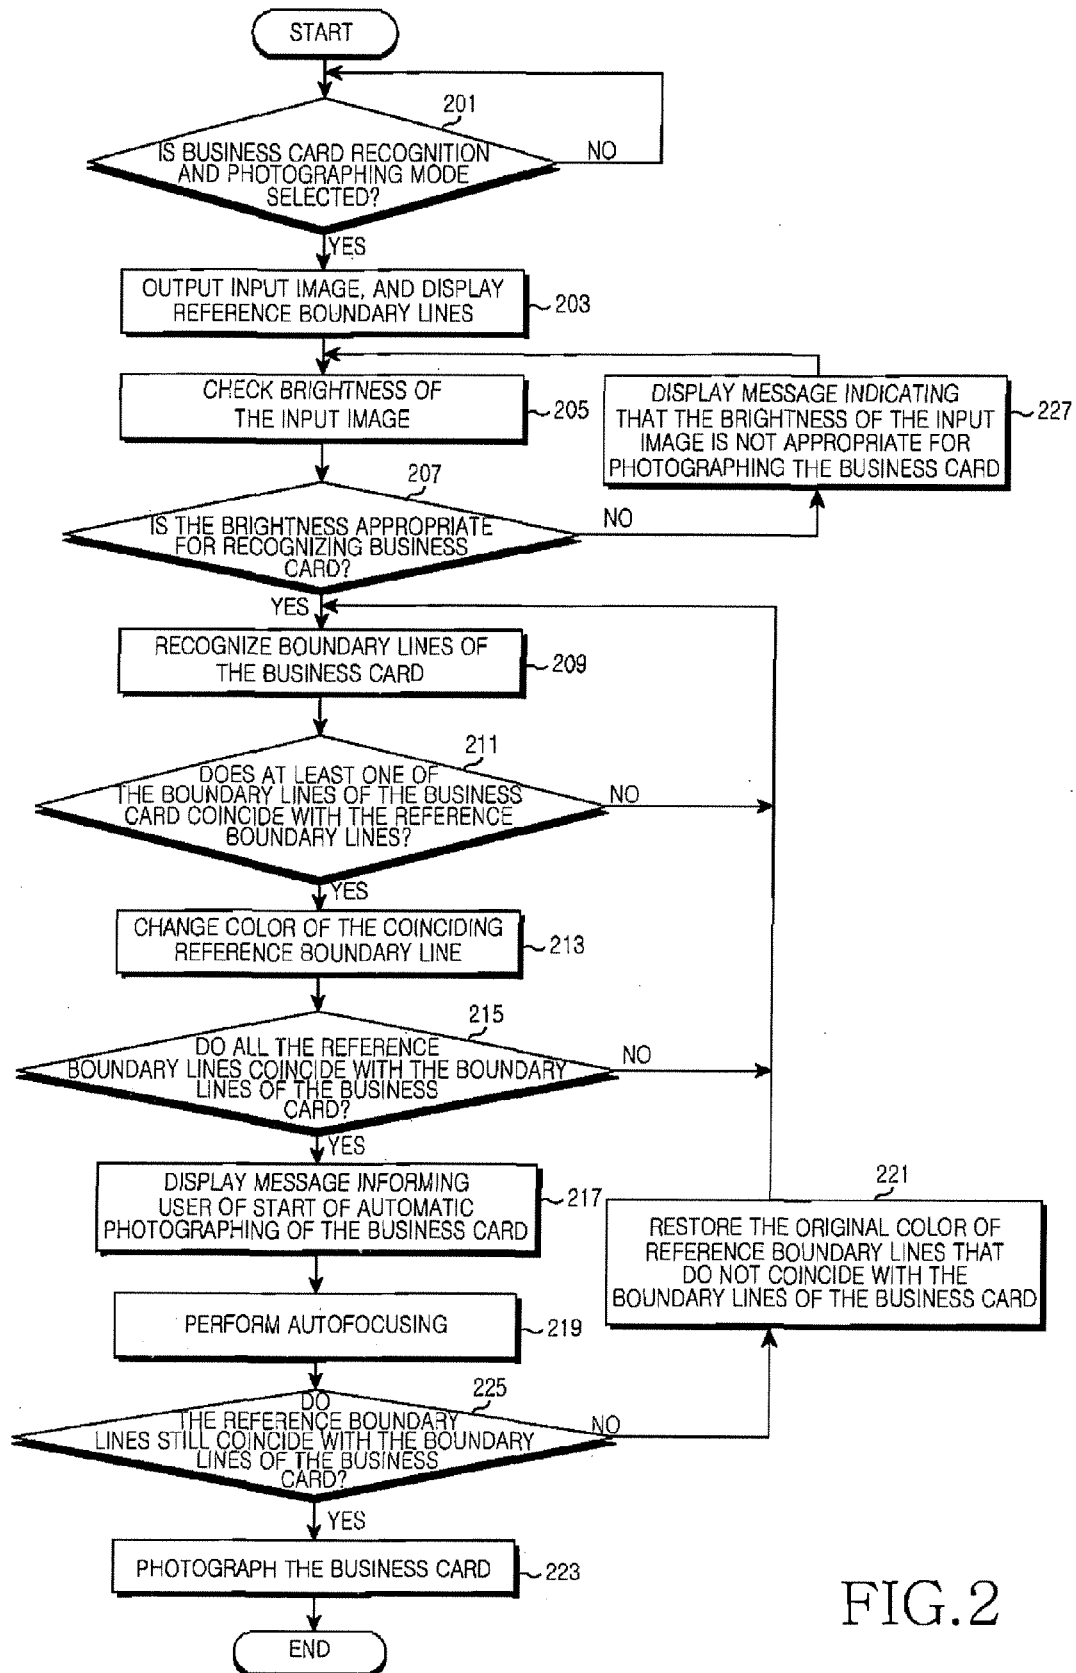 START
201
IS BUSINESS CARD RECOGNITION
AND PHOTOGRAPHING MODE
SELECTED?
NO
YES
OUTPUT INPUT IMAGE, AND DISPLAY
REFERENCE BOUNDARY LINES
203
CHECK BRIGHTNESS OF
THE INPUT IMAGE
205
DISPLAY MESSAGE INDICATING
THAT THE BRIGHTNESS OF THE INPUT
IMAGE IS NOT APPROPRIATE FOR
PHOTOGRAPHING THE BUSINESS CARD
227
207
IS THE BRIGHTNESS APPROPRIATE
FOR RECOGNIZING BUSINESS
CARD?
NO
YES
RECOGNIZE BOUNDARY LINES OF
THE BUSINESS CARD
209
211
DOES AT LEAST ONE OF
THE BOUNDARY LINES OF THE BUSINESS
CARD COINCIDE WITH THE REFERENCE
BOUNDARY LINES?
NO
YES
CHANGE COLOR OF THE COINCIDING
REFERENCE BOUNDARY LINE
213
215
DO ALL THE REFERENCE
BOUNDARY LINES COINCIDE WITH THE BOUNDARY
LINES OF THE BUSINESS
CARD?
NO
YES
DISPLAY MESSAGE INFORMING
USER OF START OF AUTOMATIC
PHOTOGRAPHING OF THE BUSINESS CARD
217
221
RESTORE THE ORIGINAL COLOR OF
REFERENCE BOUNDARY LINES THAT
DO NOT COINCIDE WITH THE
BOUNDARY LINES OF THE BUSINESS CARD
PERFORM AUTOFOCUSING
219
225
DO
THE REFERENCE BOUNDARY
LINES STILL COINCIDE WITH THE BOUNDARY
LINES OF THE BUSINESS
CARD?
NO
YES
PHOTOGRAPH THE BUSINESS CARD
223
END
FIG.2